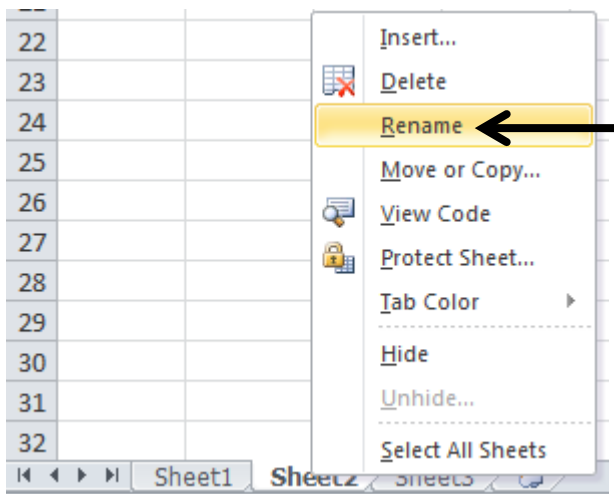 22
23
24
25
26
27
28
29
30
31
32
Insert...
Delete
Rename
Move or Copy...
View Code
Protect Sheet...
Tab Color
Hide
Unhide...
Select All Sheets
Sheet1 Sheet2 Sheet3